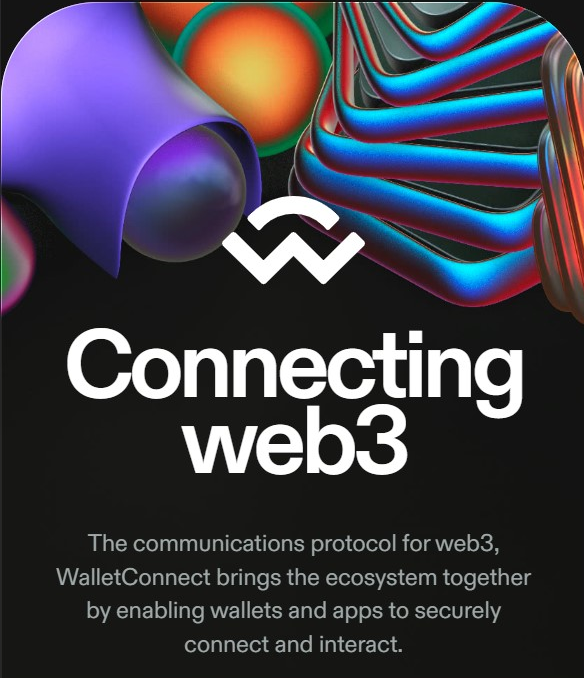 Connecting
web3
The communications protocol for web3,
WalletConnect brings the ecosystem together
by enabling wallets and apps to securely
connect and interact.